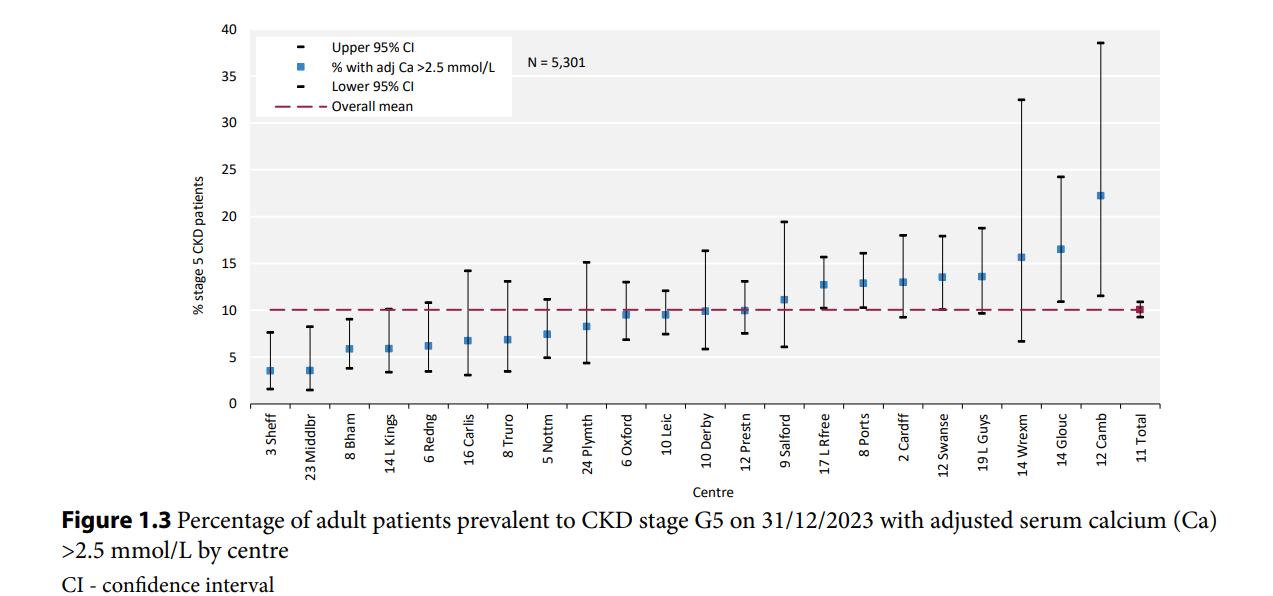 40
35
30
25
20
15
10
5
0
% stage 5 CKD patients
Upper 95% CI
% with adj Ca >2.5 mmol/L
Lower 95% CI
Overall mean
N = 5,301
3 Sheff
23 Middlbr
8 Bham
14 L Kings
6 Redng
16 Carlis
8 Truro
5 Nottm
24 Plymth
6 Oxford
10 Leic
10 Derby
12 Prestn
9 Salford
17 L Rfree
8 Ports
2 Cardff
12 Swanse
19 L Guys
14 Wrexm
14 Glouc
12 Camb
11 Total
Centre
Figure 1.3 Percentage of adult patients prevalent to CKD stage G5 on 31/12/2023 with adjusted serum calcium (Ca)
>2.5 mmol/L by centre
CI - confidence interval